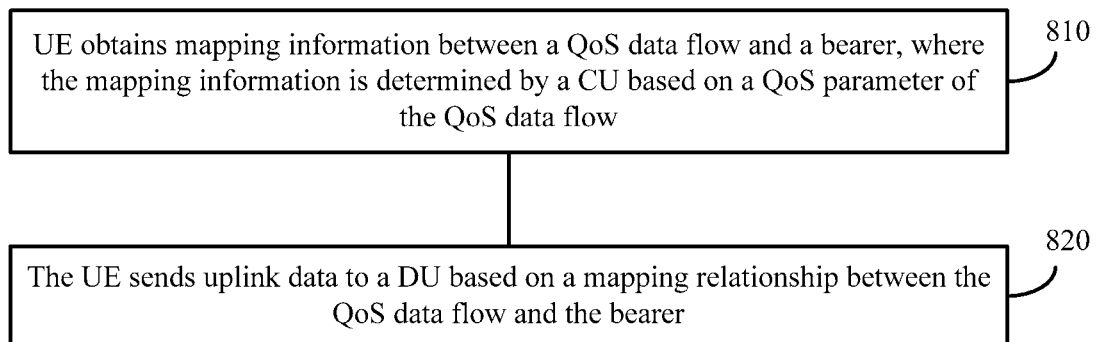 UE obtains mapping information between a QoS data flow and a bearer, where
the mapping information is determined by a CU based on a QoS parameter of
the QoS data flow
810
The UE sends uplink data to a DU based on a mapping relationship between the
QoS data flow and the bearer
820